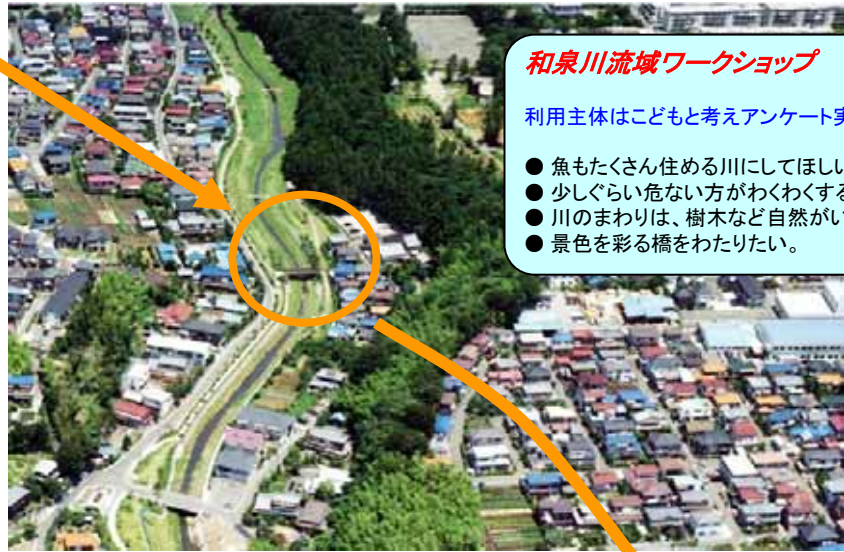 和泉川流域ワークショップ
利用主体はこどもと考えアンケート実
● 魚もたくさん住める川にしてほしい
● 少しぐらい危ない方がわくわくする
● 川のまわりは、樹木など自然がい
● 景色を彩る橋をわたりたい。